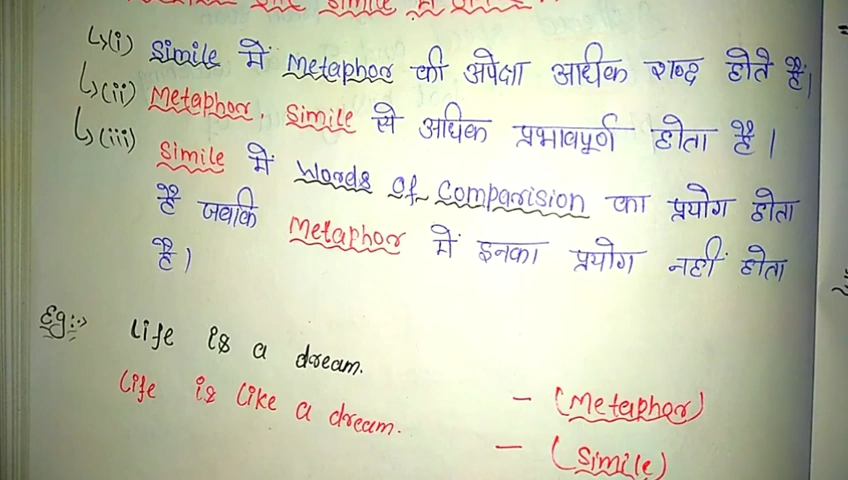 ↳(i) Simile में Metaphor की अपेक्षा अधिक शब्द होते हैं।
↳(ii) Metaphor, Simile से अधिक प्रभावपूर्ण होता है।
↳(iii) Simile में Words of Comparision का प्रयोग होता
है जबकि Metaphor में इनका प्रयोग नहीं होता
है।
Eg:→ Life is a dream. - (Metaphor)
Life is like a dream. - (Simile)